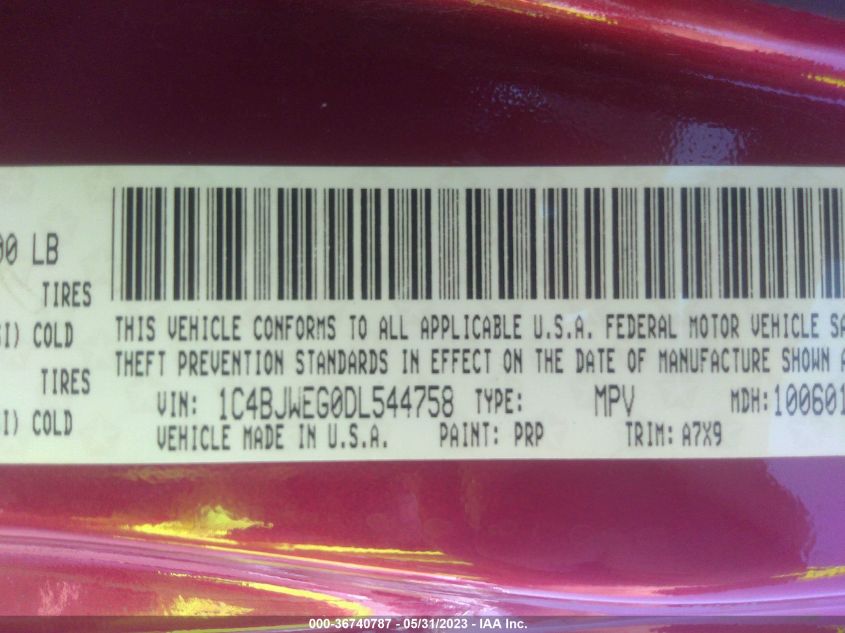 00 LB
TIRES
SI) COLD
TIRES
SI) COLD
THIS VEHICLE CONFORMS TO ALL APPLICABLE U.S.A. FEDERAL MOTOR VEHICLE SA
THEFT PREVENTION STANDARDS IN EFFECT ON THE DATE OF MANUFACTURE SHOWN A
VIN: 1C4BJWEG0DL544758 TYPE: MPV MDH: 100601
VEHICLE MADE IN U.S.A. PAINT: PRP TRIM: A7X9
000-36740787 - 05/31/2023 - IAA Inc.